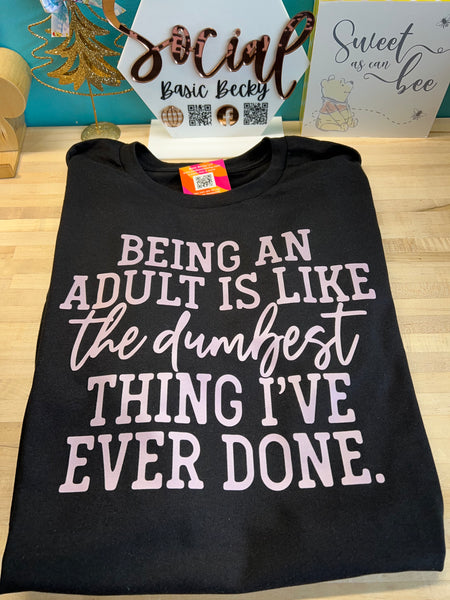 Social
Basic Becky
Sweet
as can
bee
BEING AN
ADULT IS LIKE
the dumbest
THING I'VE
EVER DONE.